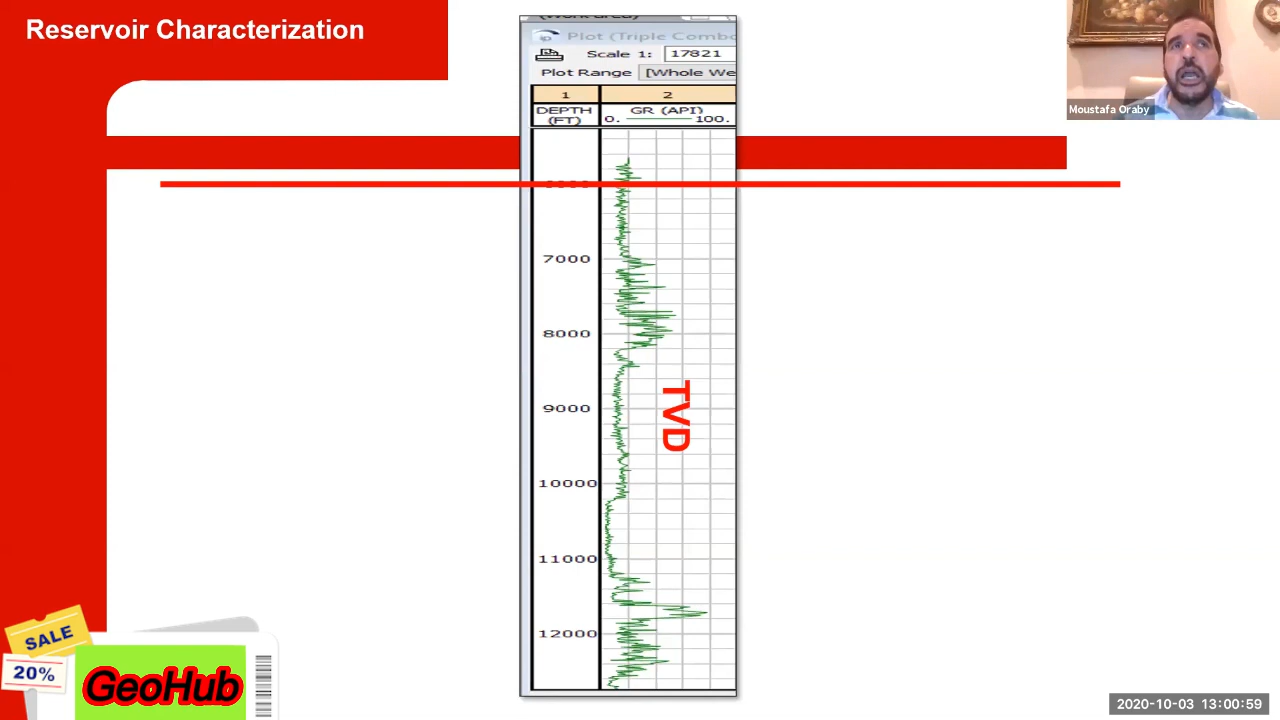 Reservoir Characterization
Plot (Triple Combo
Scale 1: 17821
Plot Range [Whole We
1 2
DEPTH (FT)
GR (API)
0. 100.
7000
8000
9000
10000
11000
12000
TVD
Moustafa Oraby
SALE
20%
GeoHub
2020-10-03 13:00:59